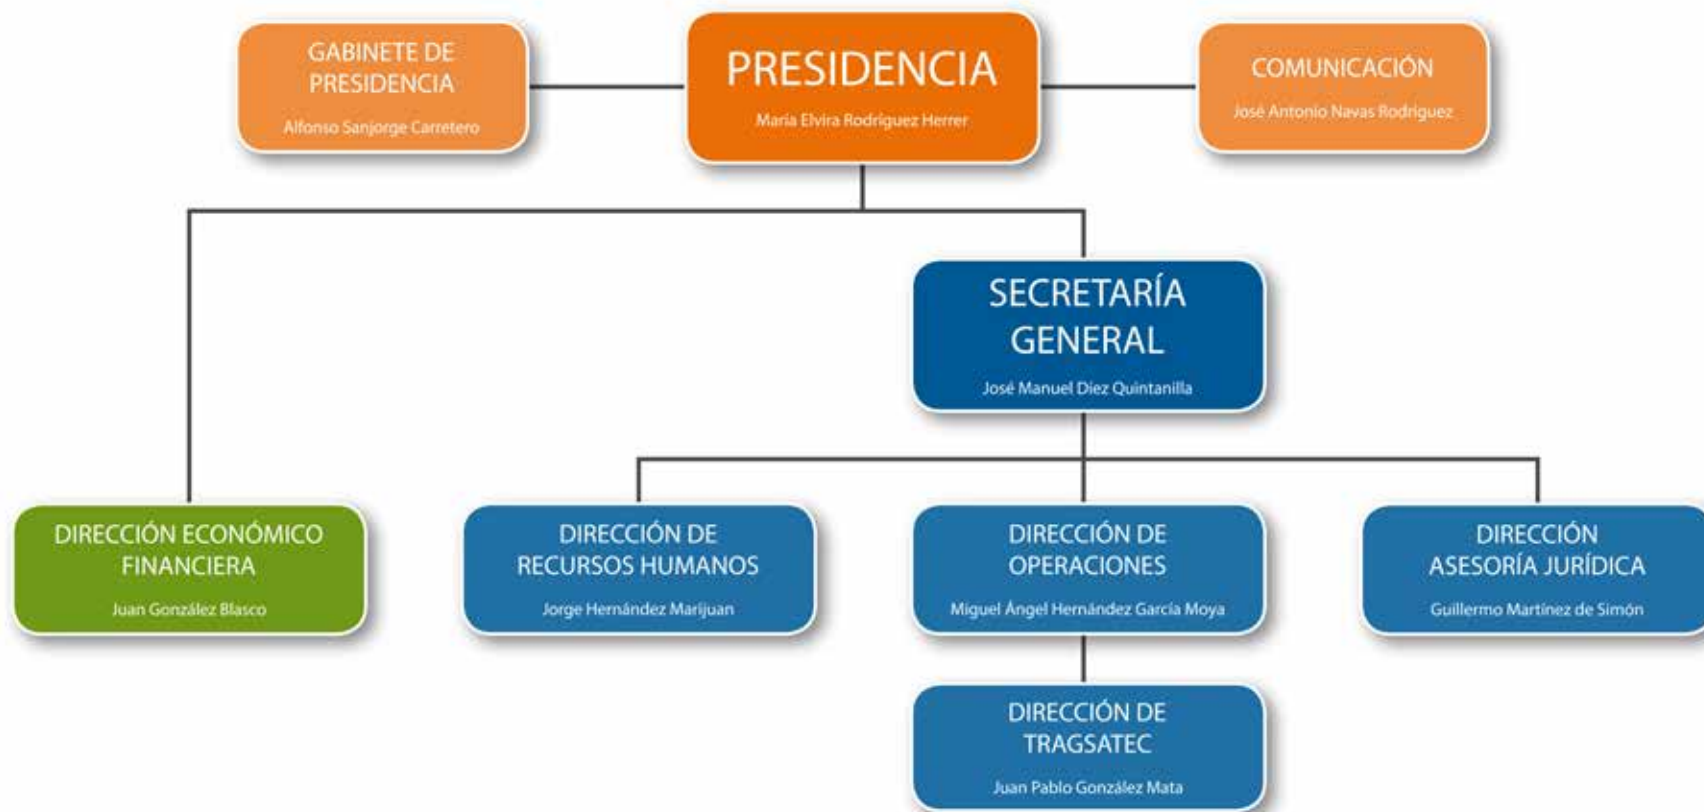 GABINETE DE
PRESIDENCIA
Alfonso Sanjorge Carretero
PRESIDENCIA
María Elvira Rodríguez Herrer
COMUNICACIÓN
José Antonio Navas Rodríguez
SECRETARÍA
GENERAL
José Manuel Díez Quintanilla
DIRECCIÓN ECONÓMICO
FINANCIERA
Juan González Blasco
DIRECCIÓN DE
RECURSOS HUMANOS
Jorge Hernández Marijuan
DIRECCIÓN DE
OPERACIONES
Miguel Ángel Hernández García Moya
DIRECCIÓN
ASESORÍA JURÍDICA
Guillermo Martínez de Simón
DIRECCIÓN DE
TRAGSATEC
Juan Pablo González Mata